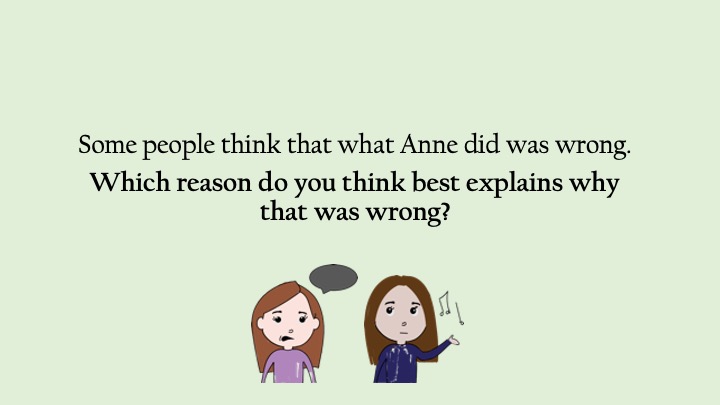 Some people think that what Anne did was wrong.
Which reason do you think best explains why
that was wrong?